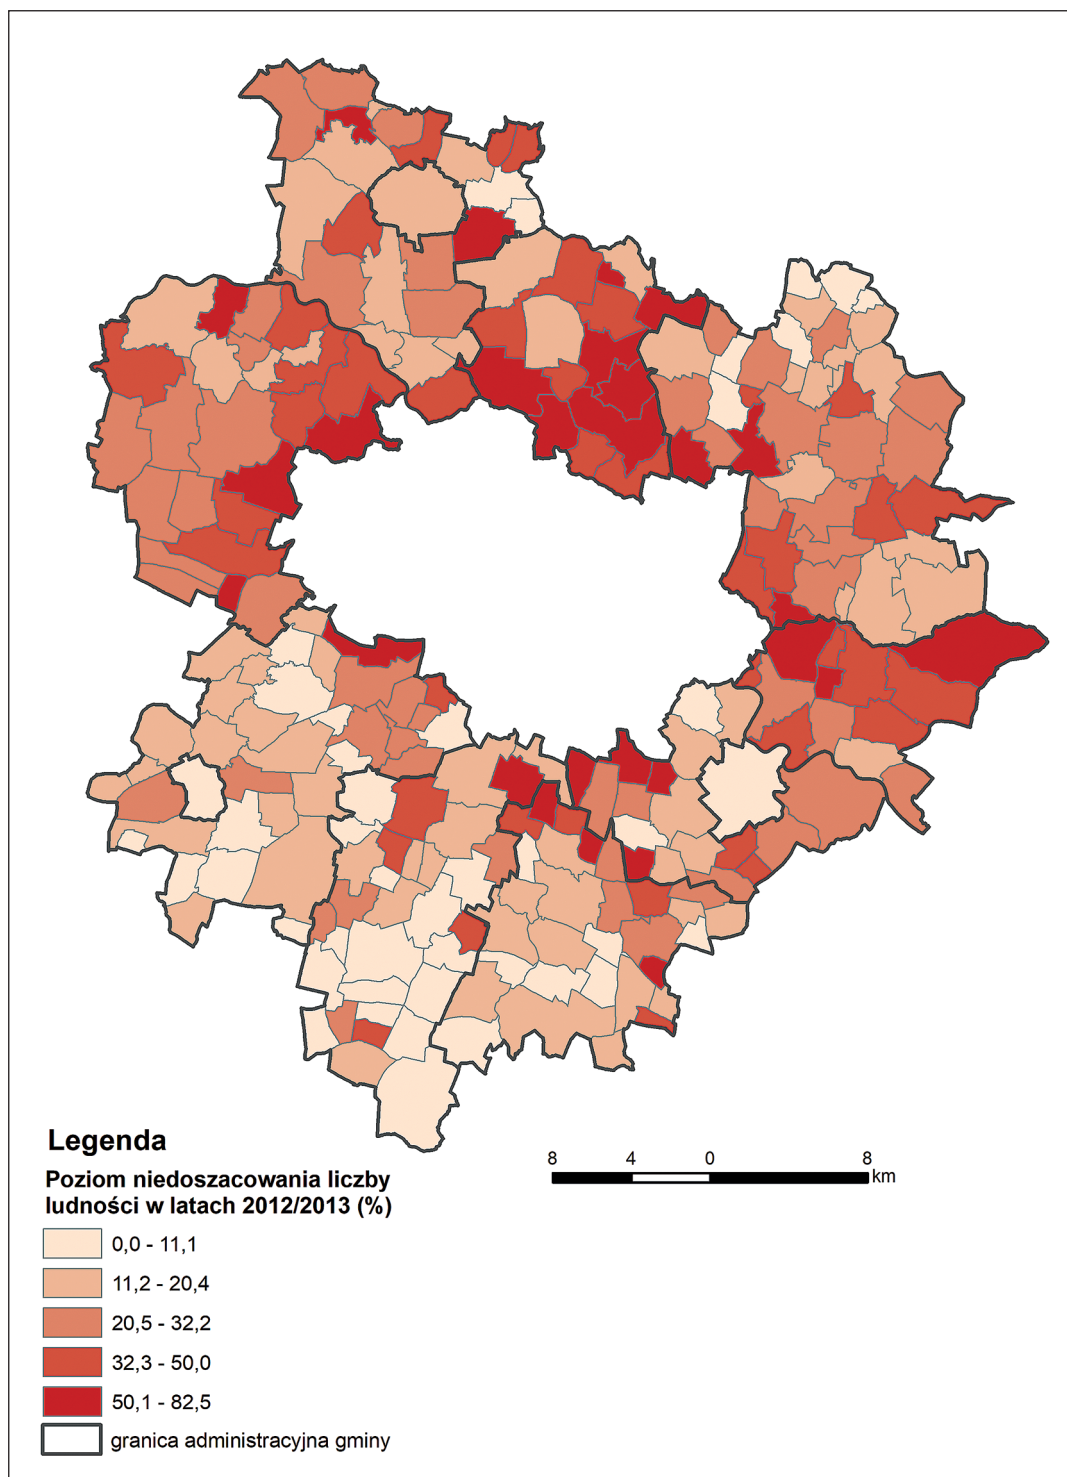 Legenda
Poziom niedoszacowania liczby
ludności w latach 2012/2013 (%)
0,0 - 11,1
11,2 - 20,4
20,5 - 32,2
32,3 - 50,0
50,1 - 82,5
granica administracyjna gminy
8 4 0 8
km